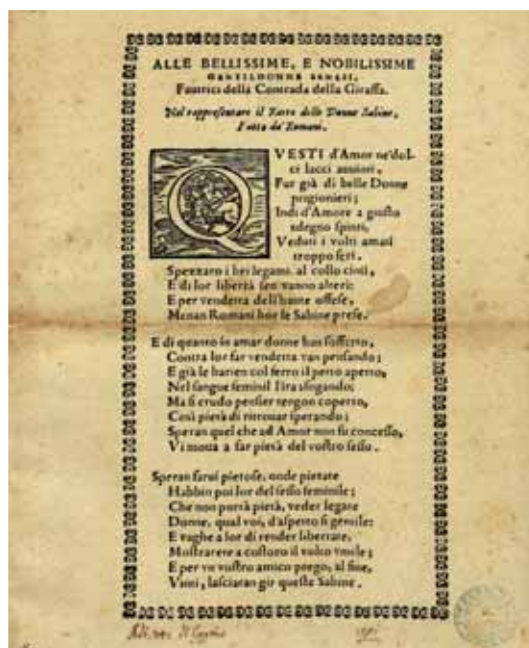 ALLE BELLISSIME, E NOBILISSIME
GENTILDONNE SANESI,
Fautrici della Contrada della Giraffa.
Nel rappresentare il Ratto delle Donne Sabine,
Fatto da' Romani.
QVESTI d'Amor ne' dol-
ci lacci auuinti,
Fur già di belle Donne
prigionieri;
Indi d'Amore a giusto
sdegno spinti,
Veduti i volti amati
troppo feri.
Spezzaro i bei legami al collo cinti,
E di lor libertà sen vanno alteri:
E per vendetta dell'hauute offese,
Menan Romani hor le Sabine prese.
E di quanto in amar donne han sofferto,
Contra lor far vendetta van pensando;
E già le harien col ferro il petto aperto,
Nel sangue feminil l'ira sfogando;
Ma sì crudo pensier tengon coperto,
Così pietà di ritrouar sperando;
Speran quel che ad Amor non fu concesso,
Vi moua a far pietà del vostro sesso.
Speran farui pietose, onde pietate
Habbin poi lor del sesso feminile;
Che non potrà pietà, veder legate
Donne, qual voi, d'aspetto sì gentile:
E vaghe a lor di render libertate,
Mostrarete a costoro il volto vmile;
E per vn vostro amico prego, al fine,
Vinti, lasciaran gir queste Sabine.